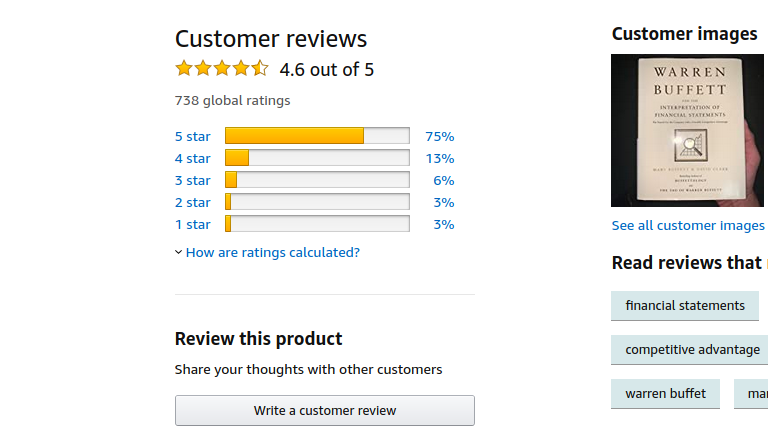 Customer reviews
4.6 out of 5
738 global ratings
5 star 75%
4 star 13%
6%
3 star
2 star 3%
1 star 3%
How are ratings calculated?
Review this product
Share your thoughts with other customers
Write a customer review
Customer images
WARREN
BUFFETT
AND THE
INTERPRETATION OF
FINANCIAL STATEMENTS
MARY BUFFETT & DAVID CLARK
BUFFETTOLOGY
THE TAO OF WARREN BUFFETT
See all customer images
Read reviews that
financial statements
competitive advantage
warren buffet